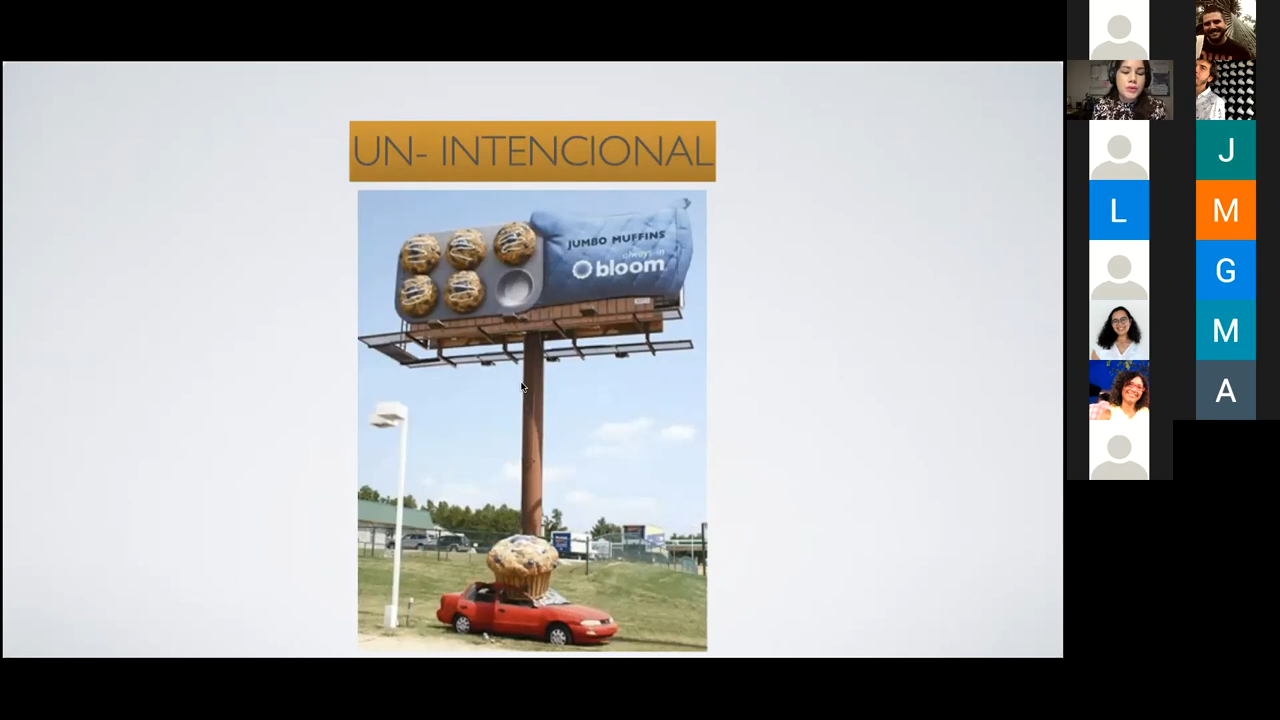 UN- INTENCIONAL
JUMBO MUFFINS
always in
bloom
J
L
M
G
M
A